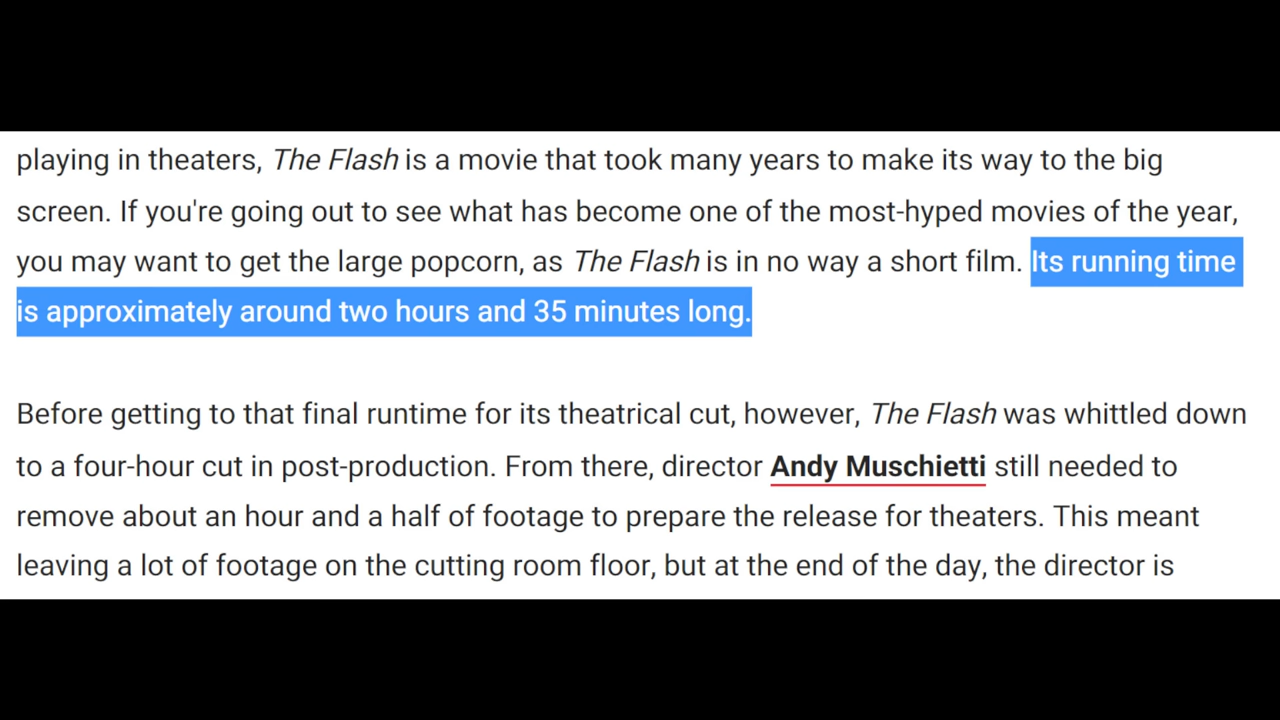 playing in theaters, The Flash is a movie that took many years to make its way to the big
screen. If you're going out to see what has become one of the most-hyped movies of the year,
you may want to get the large popcorn, as The Flash is in no way a short film. Its running time
is approximately around two hours and 35 minutes long.
Before getting to that final runtime for its theatrical cut, however, The Flash was whittled down
to a four-hour cut in post-production. From there, director Andy Muschietti still needed to
remove about an hour and a half of footage to prepare the release for theaters. This meant
leaving a lot of footage on the cutting room floor, but at the end of the day, the director is